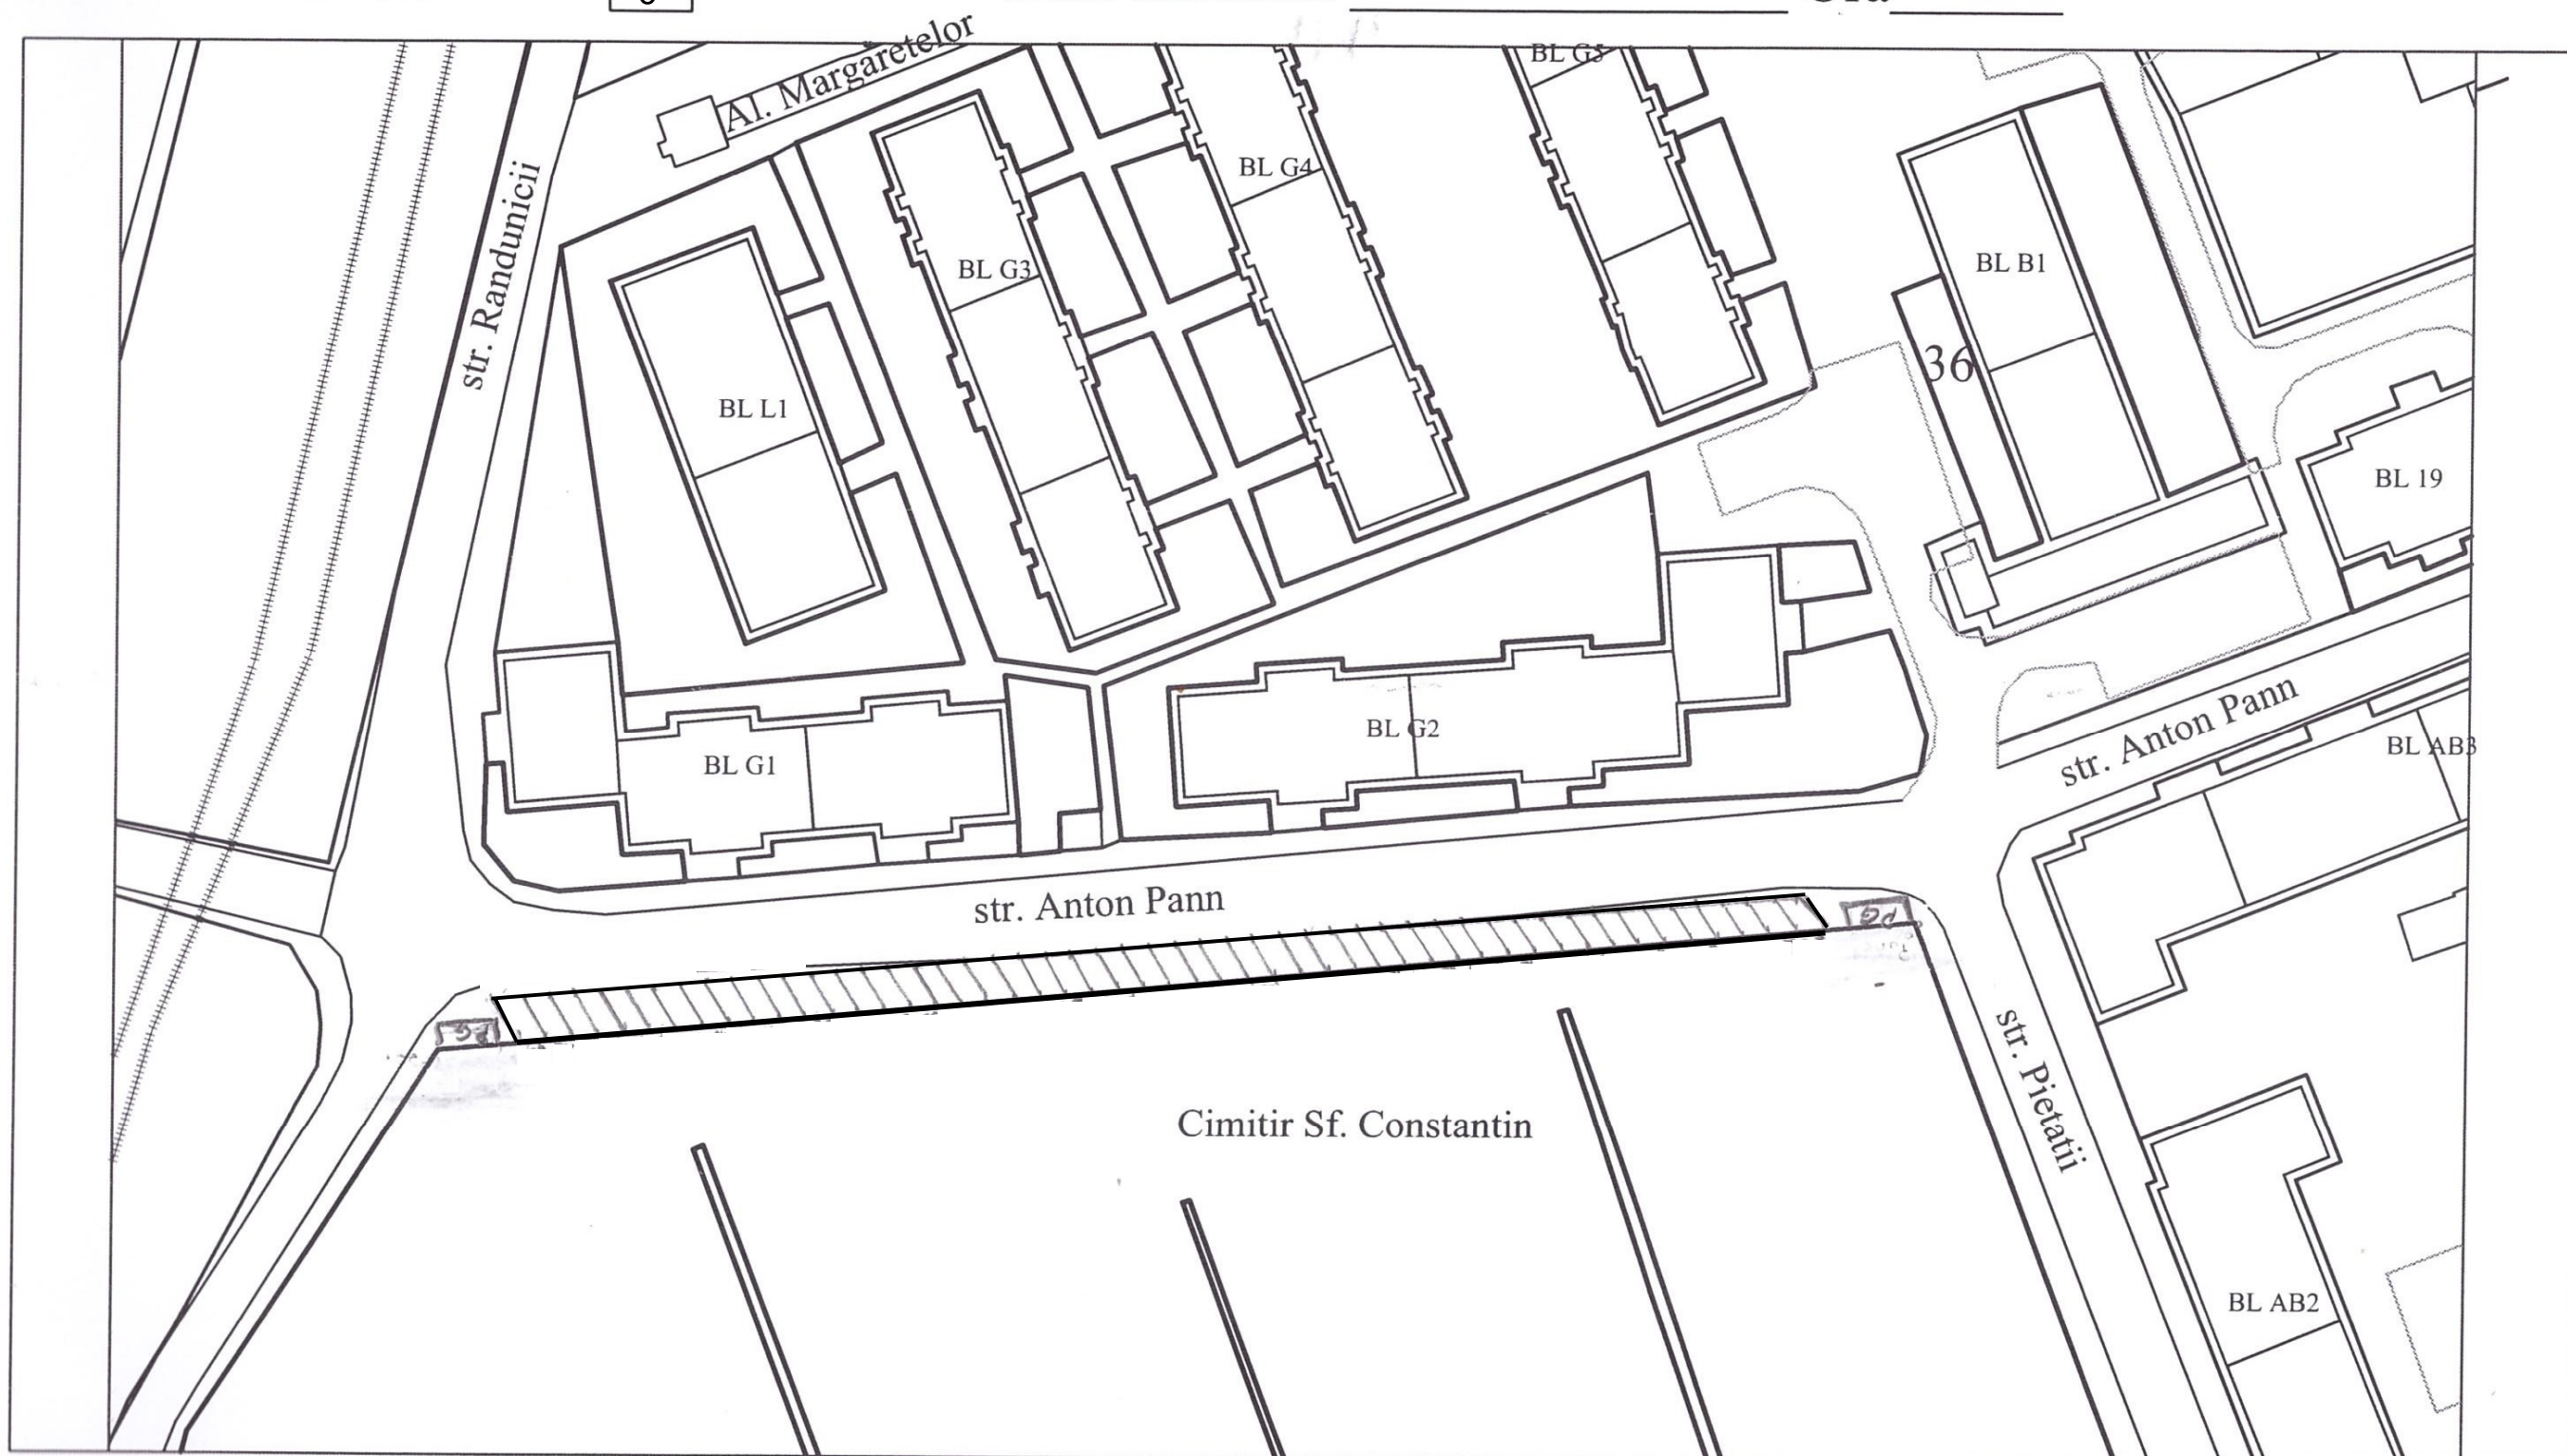 Al. Margaretelor
BL G5
BL G4
str. Randunicii
BL G3
BL B1
36
BL L1
BL 19
BL G2
BL G1
str. Anton Pann
BL AB3
str. Anton Pann
Cimitir Sf. Constantin
str. Pietatii
BL AB2